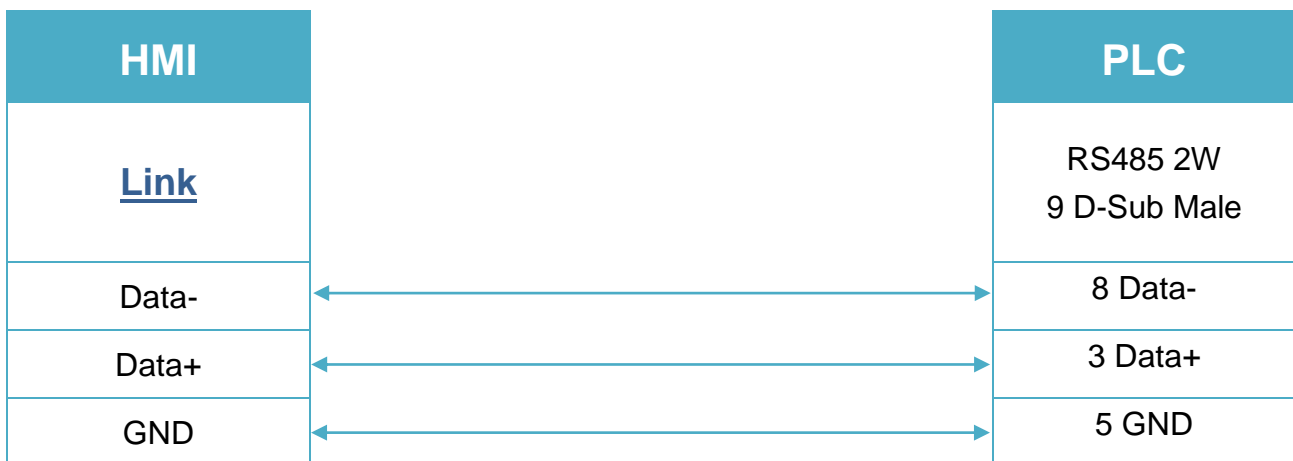 HMI
PLC
Link
RS485 2W
9 D-Sub Male
Data-
8 Data-
Data+
3 Data+
GND
5 GND